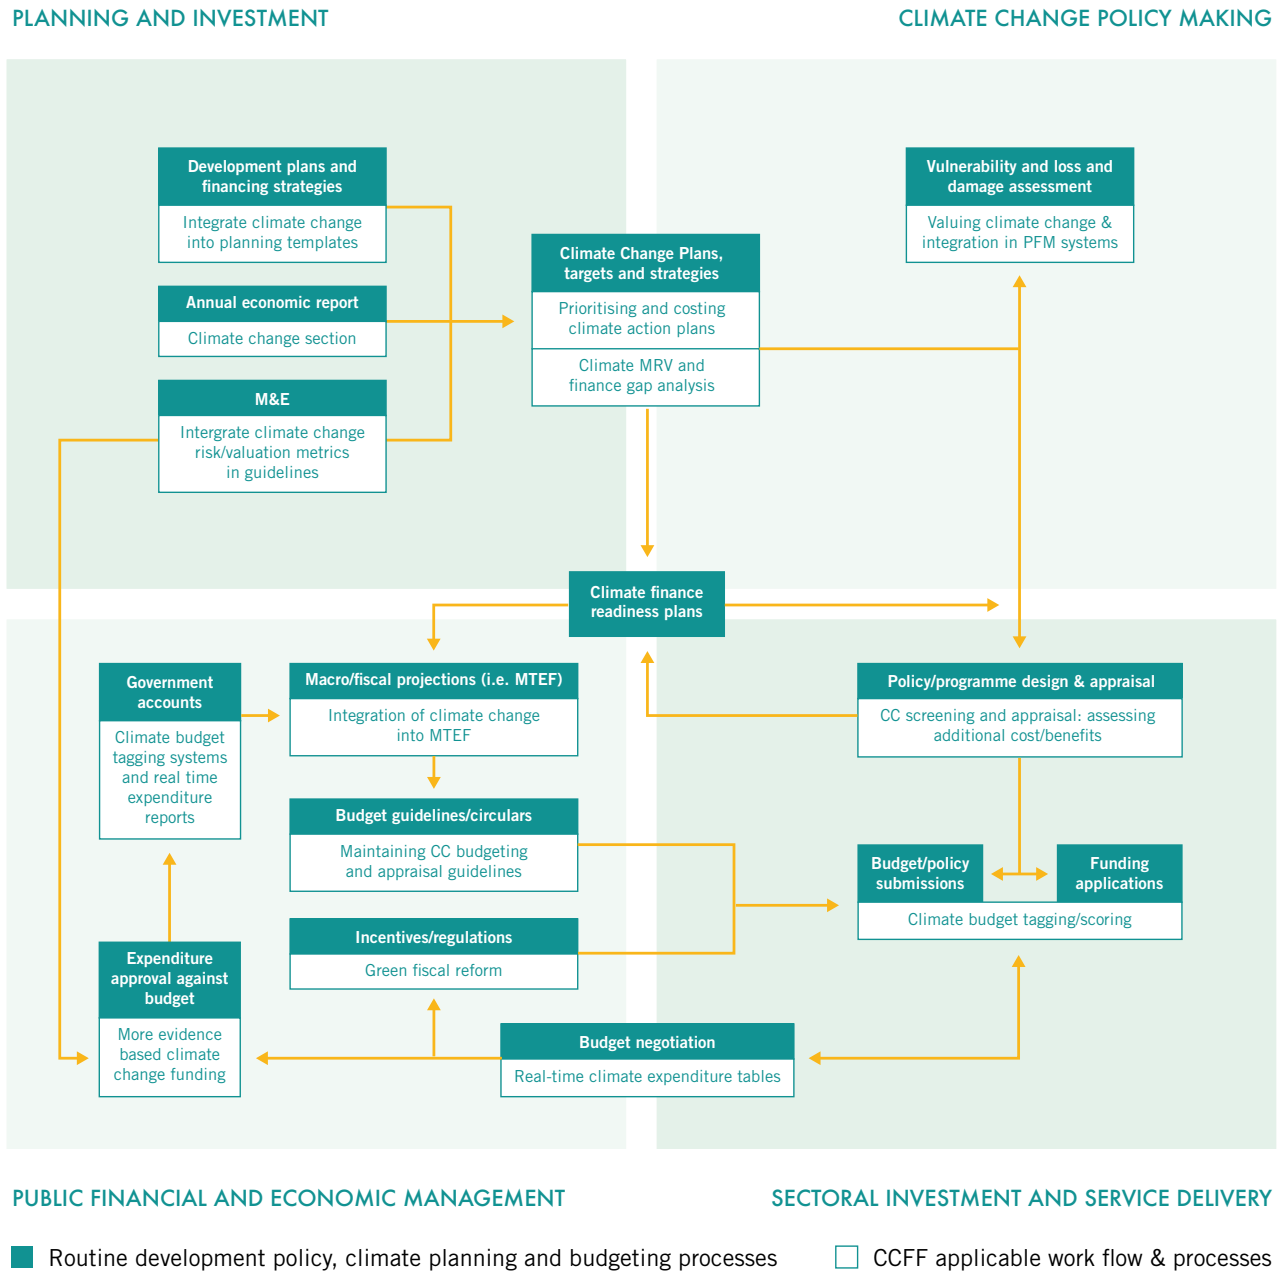 PLANNING AND INVESTMENT
CLIMATE CHANGE POLICY MAKING
Development plans and
financing strategies
Integrate climate change
into planning templates
Annual economic report
Climate change section
M&E
Intergrate climate change
risk/valuation metrics
in guidelines
Climate Change Plans,
targets and strategies
Prioritising and costing
climate action plans
Climate MRV and
finance gap analysis
Vulnerability and loss and
damage assessment
Valuing climate change &
integration in PFM systems
Climate finance
readiness plans
Government
accounts
Climate budget
tagging systems
and real time
expenditure
reports
Macro/fiscal projections (i.e. MTEF)
Integration of climate change
into MTEF
Budget guidelines/circulars
Maintaining CC budgeting
and appraisal guidelines
Incentives/regulations
Green fiscal reform
Expenditure
approval against
budget
More evidence
based climate
change funding
Budget negotiation
Real-time climate expenditure tables
Policy/programme design & appraisal
CC screening and appraisal: assessing
additional cost/benefits
Budget/policy
submissions
Funding
applications
Climate budget tagging/scoring
PUBLIC FINANCIAL AND ECONOMIC MANAGEMENT
SECTORAL INVESTMENT AND SERVICE DELIVERY
Routine development policy, climate planning and budgeting processes
CCFF applicable work flow & processes